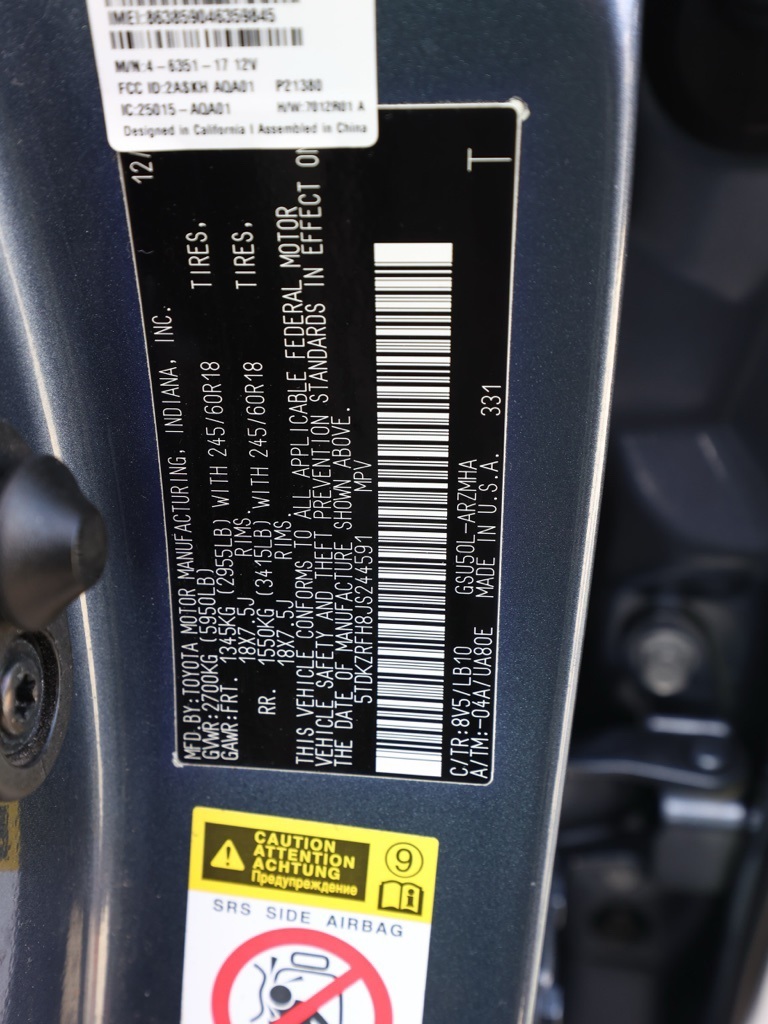 IMEI:863859046359845
M/N:4-6351-17 12V
FCC ID:2ASKH AQA01 P21380
IC:25015-AQA01 H/W:7012R01 A
Designed in California | Assembled in China
12/
MFD.BY:TOYOTA MOTOR MANUFACTURING, INDIANA, INC.
GVWR:2700KG (5950LB)
GAWR:FRT. 1345KG (2955LB) WITH 245/60R18 TIRES,
18X7.5J RIMS.
RR. 1550KG (3415LB) WITH 245/60R18 TIRES,
18X7.5J RIMS.
THIS VEHICLE CONFORMS TO ALL APPLICABLE FEDERAL MOTOR
VEHICLE SAFETY AND THEFT PREVENTION STANDARDS IN EFFECT ON
THE DATE OF MANUFACTURE SHOWN ABOVE.
5TDKZRFH8JS244591 MPV
T
C/TR:8V5/LB10 GSU50L-ARZMHA
A/TM:-04A/UA80E MADE IN U.S.A. 331
CAUTION
ATTENTION
ACHTUNG
Предупреждение
9
SRS SIDE AIRBAG